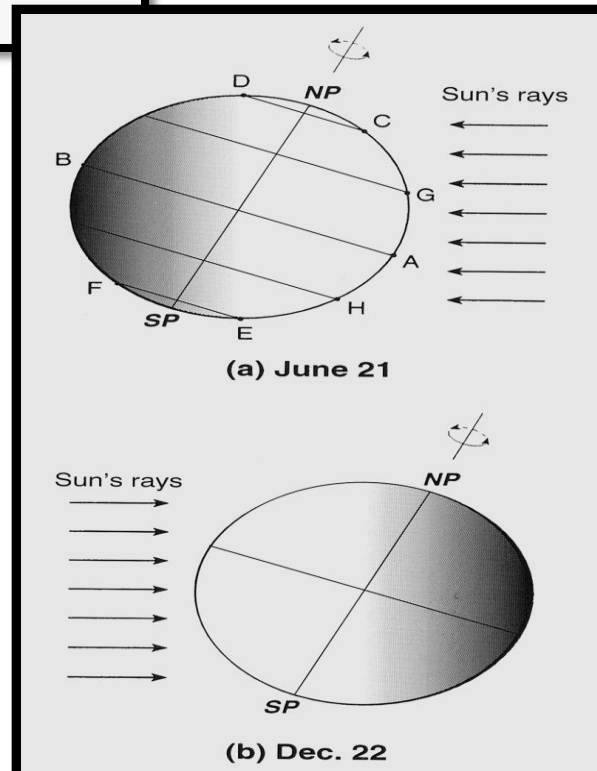 D
NP
Sun's rays
C
B
G
A
F
H
SP
E
(a) June 21
Sun's rays
NP
SP
(b) Dec. 22